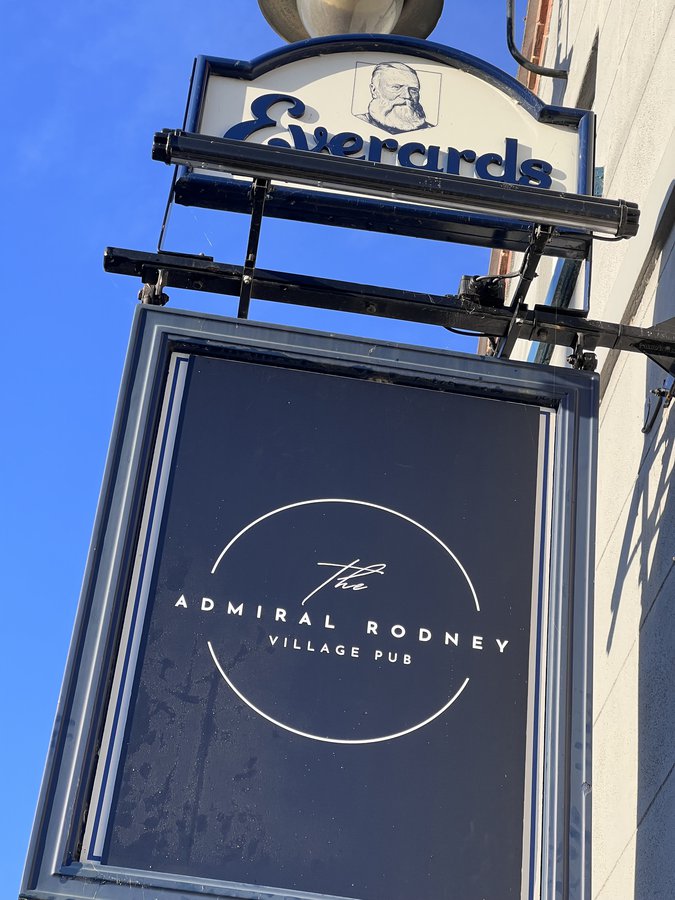 Everards
the
ADMIRAL RODNEY
VILLAGE PUB